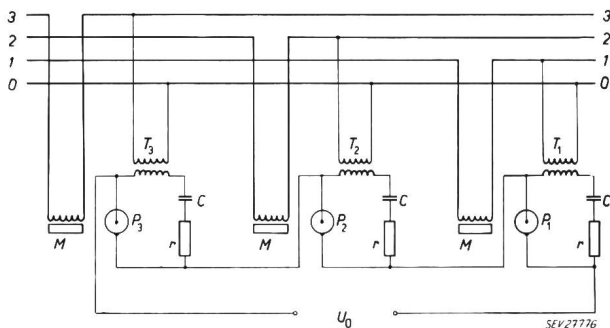 3 3
2 2
1 1
0 0
T₃ T₂ T₁
C C C
P₃ P₂ P₁
r r r
M M M
U₀
SEV27776